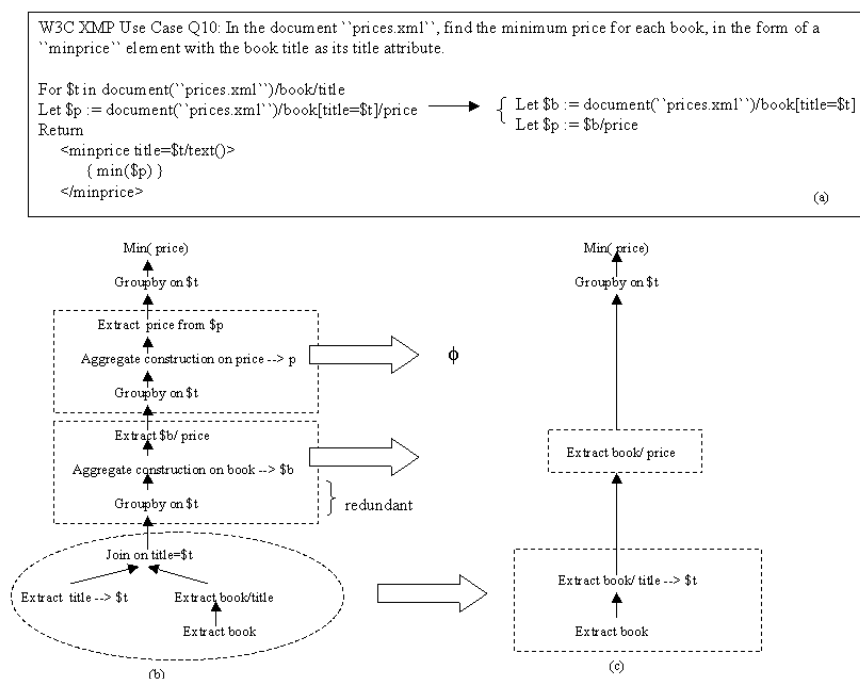 W3C XMP Use Case Q10: In the document ``prices.xml``, find the minimum price for each book, in the form of a
``minprice`` element with the book title as its title attribute.
For $t in document(``prices.xml``)/book/title
Let $p := document(``prices.xml``)/book[title=$t]/price
Return
<minprice title=$t/text()>
{ min($p) }
</minprice>
{ Let $b := document(``prices.xml``)/book[title=$t]
Let $p := $b/price
(a)
Min( price)
Groupby on $t
Extract price from $p
Aggregate construction on price --> p
Groupby on $t
Extract $b/ price
Aggregate construction on book --> $b
Groupby on $t
} redundant
Join on title=$t
Extract title --> $t
Extract book/title
Extract book
(b)
ϕ
Min( price)
Groupby on $t
Extract book/ price
Extract book/ title --> $t
Extract book
(c)